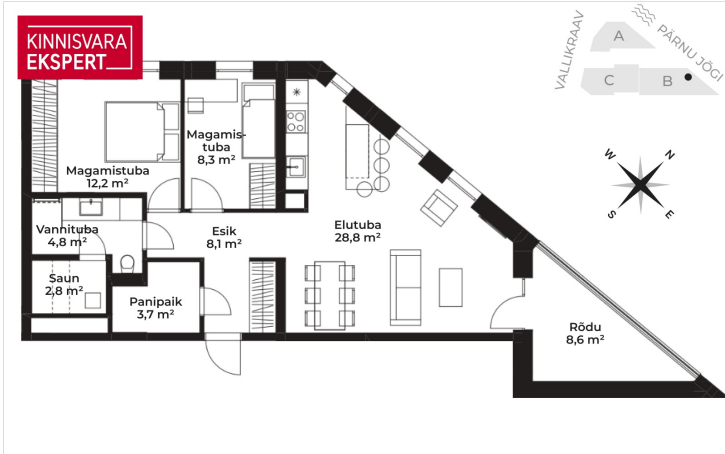 KINNISVARA
EKSPERT
A
C
B
VALLIKRAAV
PÄRNU JÕGI
W
N
S
E
Magamistuba
12,2 m²
Magamis-
tuba
8,3 m²
Vannituba
4,8 m²
Esik
8,1 m²
Elutuba
28,8 m²
Saun
2,8 m²
Panipaik
3,7 m²
Rõdu
8,6 m²